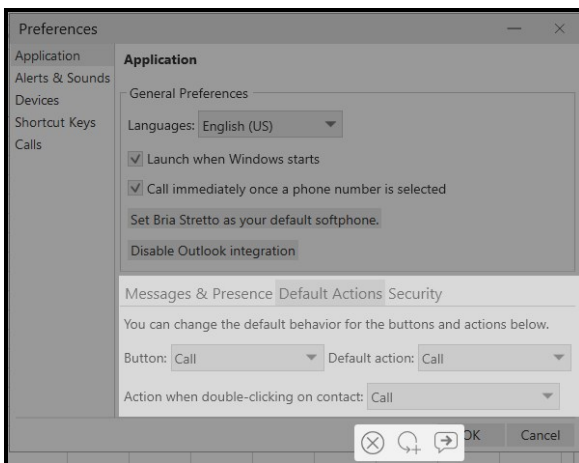 Preferences
Application
Alerts & Sounds
Devices
Shortcut Keys
Calls
Application
General Preferences
Languages: English (US)
Launch when Windows starts
Call immediately once a phone number is selected
Set Bria Stretto as your default softphone.
Disable Outlook integration
Messages & Presence Default Actions Security
You can change the default behavior for the buttons and actions below.
Button: Call Default action: Call
Action when double-clicking on contact: Call
OK Cancel